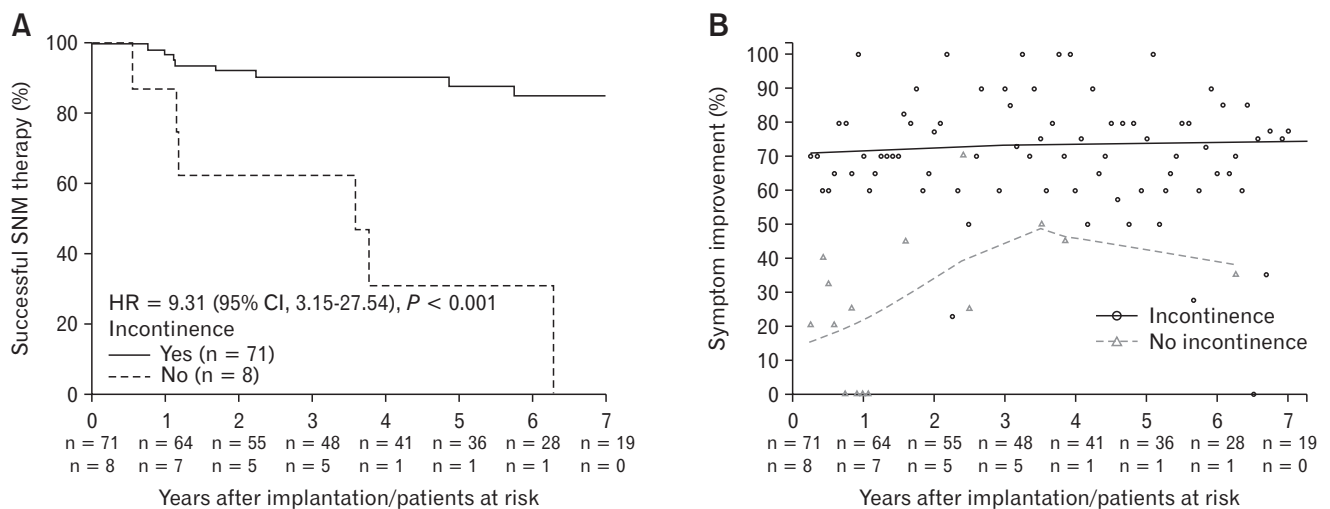 A
Successful SNM therapy (%)
100
80
60
40
20
0
HR = 9.31 (95% CI, 3.15-27.54), P < 0.001
Incontinence
Yes (n = 71)
No (n = 8)
0 1 2 3 4 5 6 7
n = 71 n = 64 n = 55 n = 48 n = 41 n = 36 n = 28 n = 19
n = 8 n = 7 n = 5 n = 5 n = 1 n = 1 n = 1 n = 0
Years after implantation/patients at risk
B
Symptom improvement (%)
100
90
80
70
60
50
40
30
20
10
0
Incontinence
No incontinence
0 1 2 3 4 5 6 7
n = 71 n = 64 n = 55 n = 48 n = 41 n = 36 n = 28 n = 19
n = 8 n = 7 n = 5 n = 5 n = 1 n = 1 n = 1 n = 0
Years after implantation/patients at risk